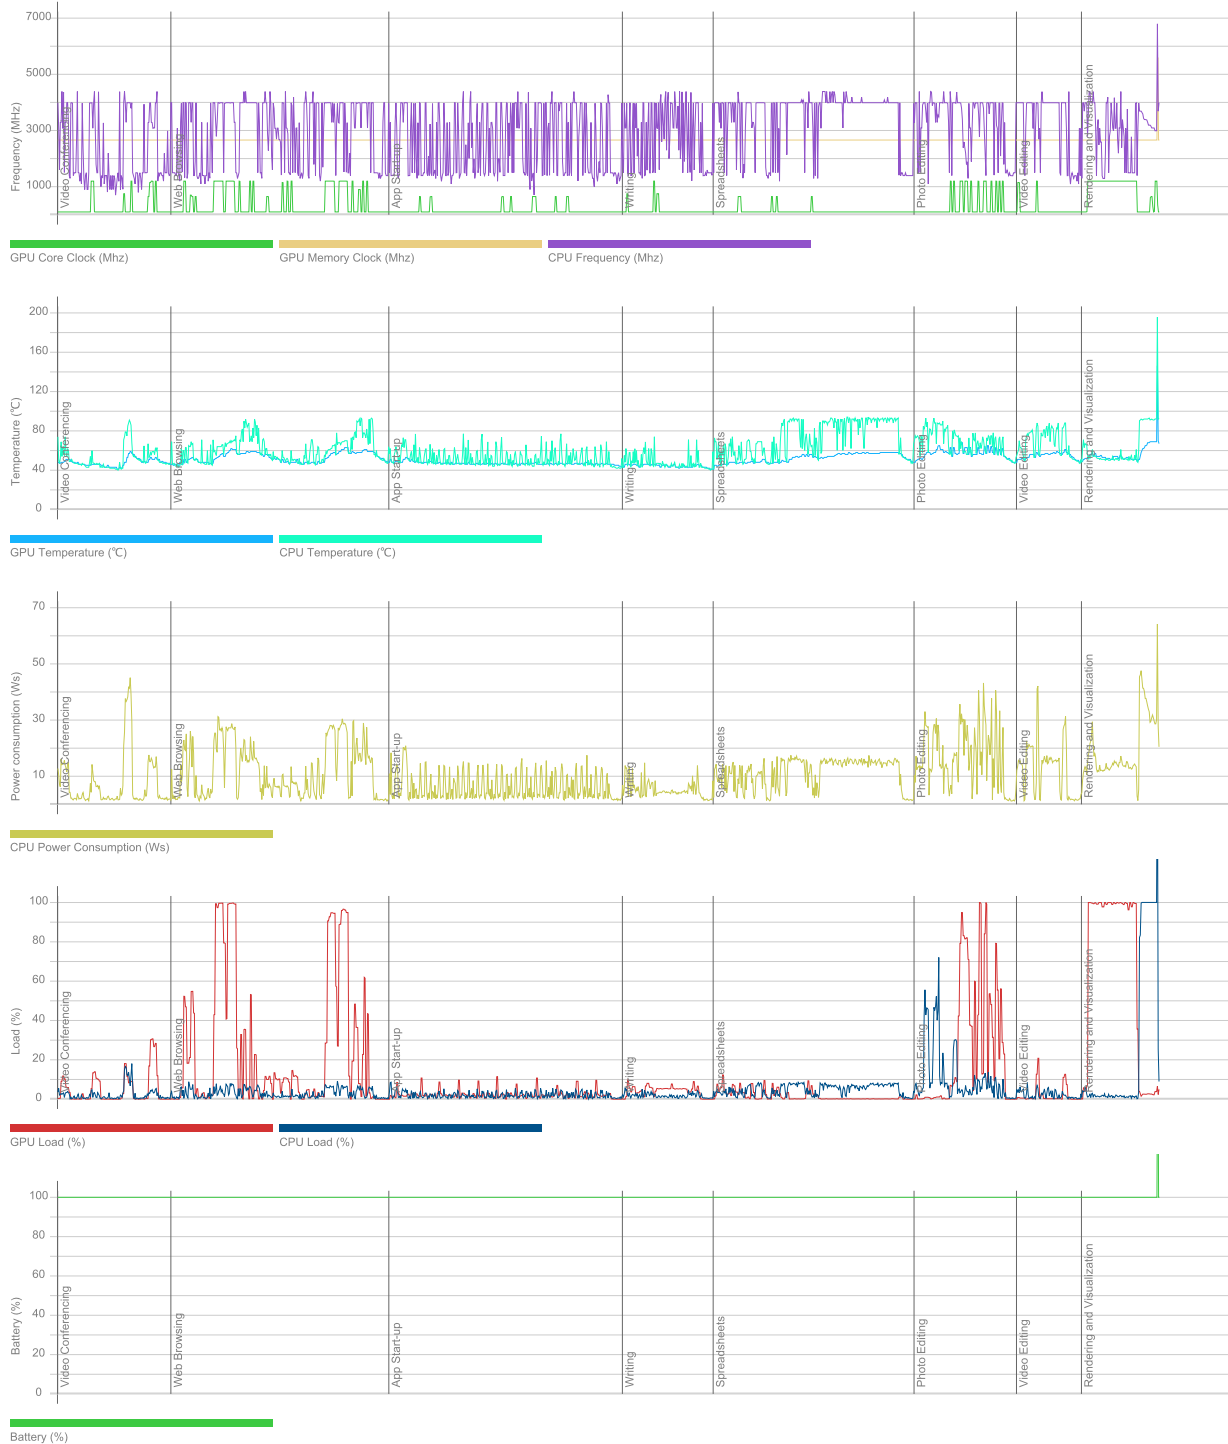 7000
5000
3000
1000
Frequency (MHz)
Video Conferencing
Web Browsing
App Start-up
Writing
Spreadsheets
Photo Editing
Video Editing
Rendering and Visualization
GPU Core Clock (Mhz)
GPU Memory Clock (Mhz)
CPU Frequency (Mhz)
200
160
120
80
40
0
Temperature (°C)
Video Conferencing
Web Browsing
App Start-up
Writing
Spreadsheets
Photo Editing
Video Editing
Rendering and Visualization
GPU Temperature (°C)
CPU Temperature (°C)
70
50
30
10
Power consumption (Ws)
Video Conferencing
Web Browsing
App Start-up
Writing
Spreadsheets
Photo Editing
Video Editing
Rendering and Visualization
CPU Power Consumption (Ws)
100
80
60
40
20
0
Load (%)
Video Conferencing
Web Browsing
App Start-up
Writing
Spreadsheets
Photo Editing
Video Editing
Rendering and Visualization
GPU Load (%)
CPU Load (%)
100
80
60
40
20
0
Battery (%)
Video Conferencing
Web Browsing
App Start-up
Writing
Spreadsheets
Photo Editing
Video Editing
Rendering and Visualization
Battery (%)